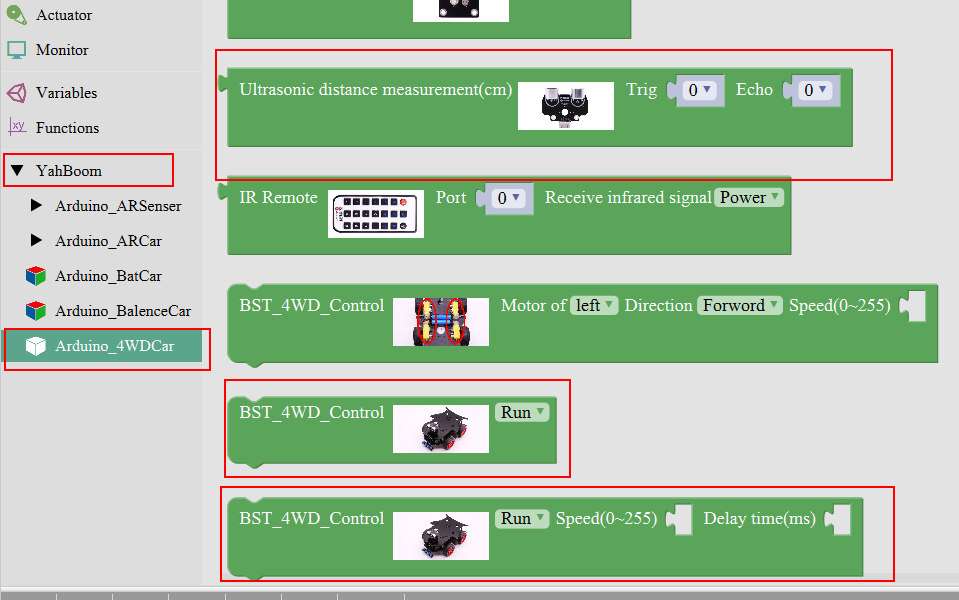 Actuator
Monitor
Variables
xy Functions
YahBoom
Arduino_ARSenser
Arduino_ARCar
Arduino_BatCar
Arduino_BalenceCar
Arduino_4WDCar
Ultrasonic distance measurement(cm) Trig 0 Echo 0
IR Remote Port 0 Receive infrared signal Power
BST_4WD_Control Motor of left Direction Forword Speed(0~255)
BST_4WD_Control Run
BST_4WD_Control Run Speed(0~255) Delay time(ms)